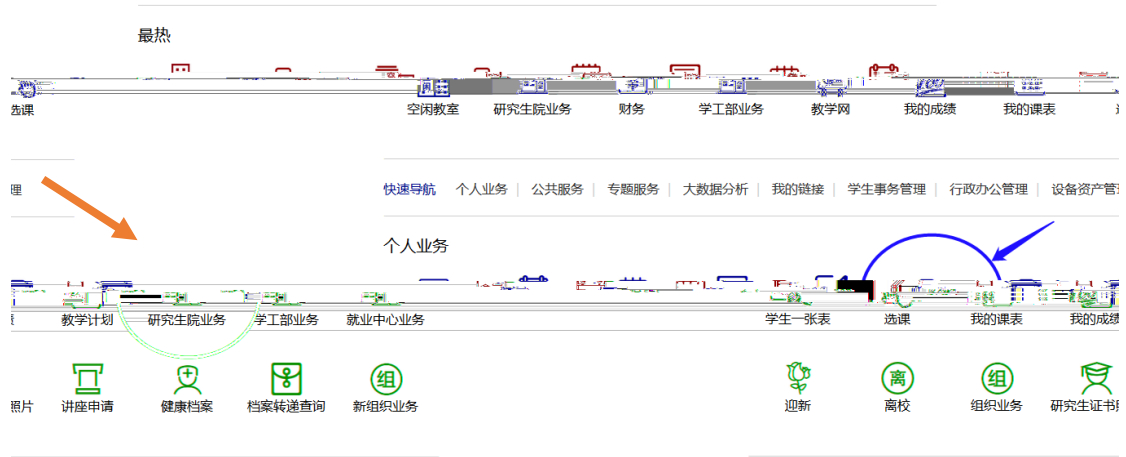 最热
选课 空闲教室 研究生院业务 财务 学工部业务 教学网 我的成绩 我的课表
理 快速导航 个人业务 公共服务 专题服务 大数据分析 我的链接 学生事务管理 行政办公管理 设备资产管
个人业务
教学计划 研究生院业务 学工部业务 就业中心业务 学生一张表 选课 我的课表 我的成绩
组 离 组
照片 讲座申请 健康档案 档案转递查询 新组织业务 迎新 离校 组织业务 研究生证书